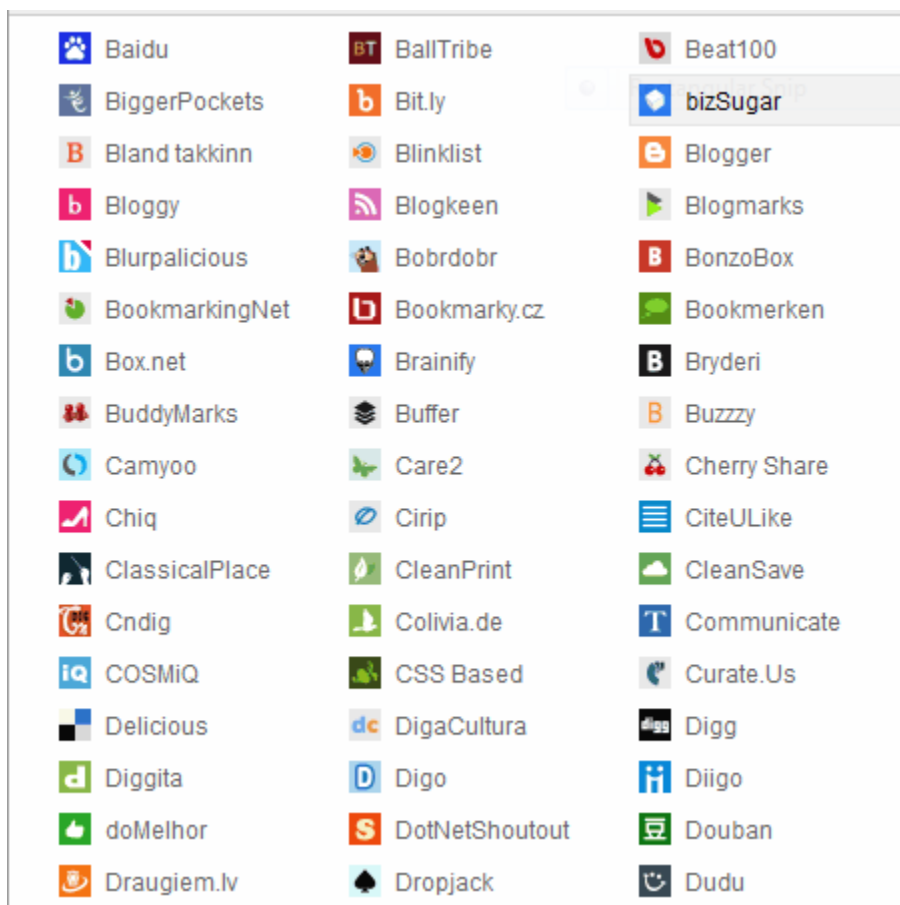 Baidu BallTribe Beat100
BiggerPockets Bit.ly bizSugar
Bland takkinn Blinklist Blogger
Bloggy Blogkeen Blogmarks
Blurpalicious Bobrdobr BonzoBox
BookmarkingNet Bookmarky.cz Bookmerken
Box.net Brainify Bryderi
BuddyMarks Buffer Buzzzy
Camyoo Care2 Cherry Share
Chiq Cirip CiteULike
ClassicalPlace CleanPrint CleanSave
Cndig Colivia.de Communicate
COSMiQ CSS Based Curate.Us
Delicious DigaCultura Digg
Diggita Digo Diigo
doMelhor DotNetShoutout Douban
Draugiem.lv Dropjack Dudu